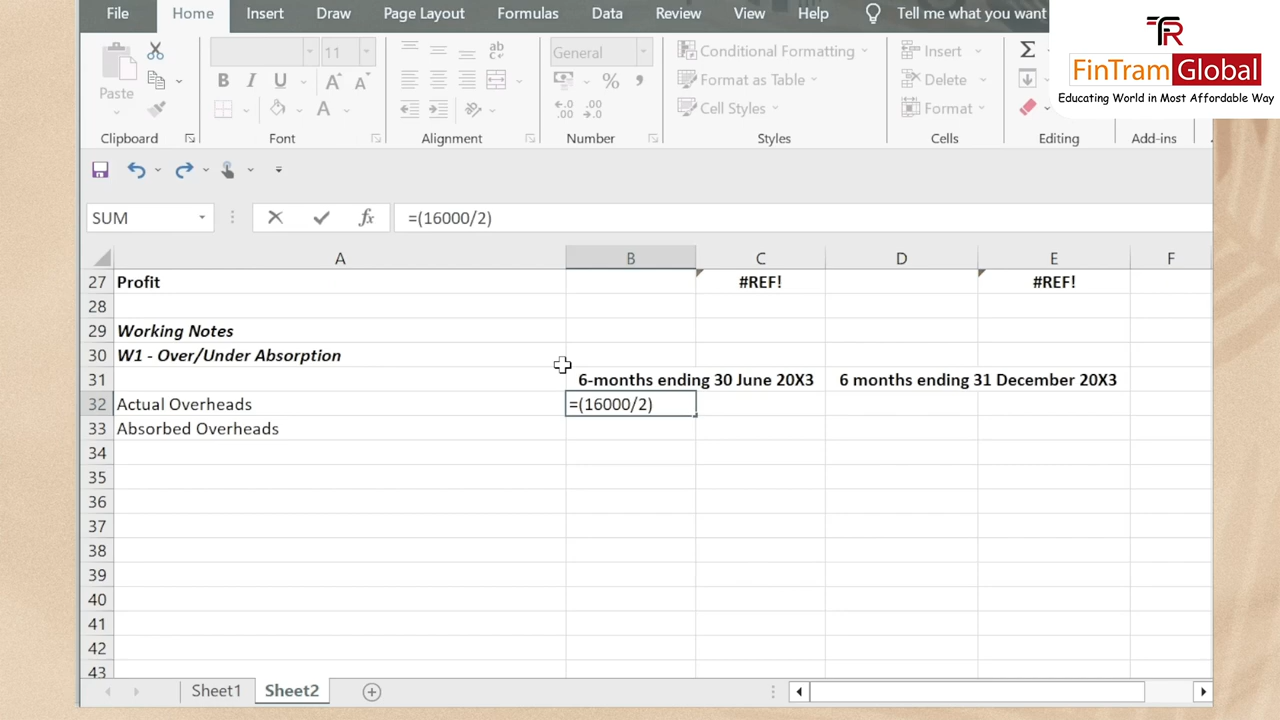 File Home Insert Draw Page Layout Formulas Data Review View Help Tell me what you want
TR
FinTram Global
Educating World in Most Affordable Way
Paste
11
ab
c
General
Conditional Formatting
Insert
Σ
B I U A A
%
Format as Table
Delete
A
Cell Styles
Format
Clipboard Font Alignment Number Styles Cells Editing Add-ins
SUM fx =(16000/2)
A B C D E F
27 Profit #REF! #REF!
28
29 Working Notes
30 W1 - Over/Under Absorption
31 6-months ending 30 June 20X3 6 months ending 31 December 20X3
32 Actual Overheads =(16000/2)
33 Absorbed Overheads
34
35
36
37
38
39
40
41
42
43
Sheet1 Sheet2